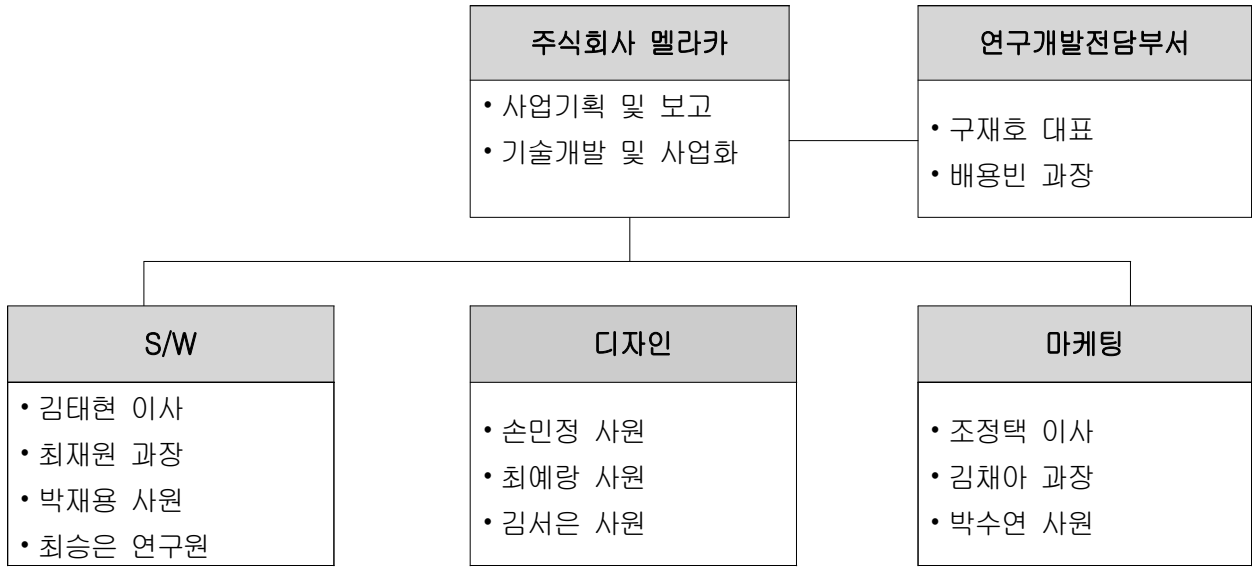 주식회사 멜라카
• 사업기획 및 보고
• 기술개발 및 사업화
연구개발전담부서
• 구재호 대표
• 배용빈 과장
S/W
• 김태현 이사
• 최재원 과장
• 박재용 사원
• 최승은 연구원
디자인
• 손민정 사원
• 최예랑 사원
• 김서은 사원
마케팅
• 조정택 이사
• 김채아 과장
• 박수연 사원